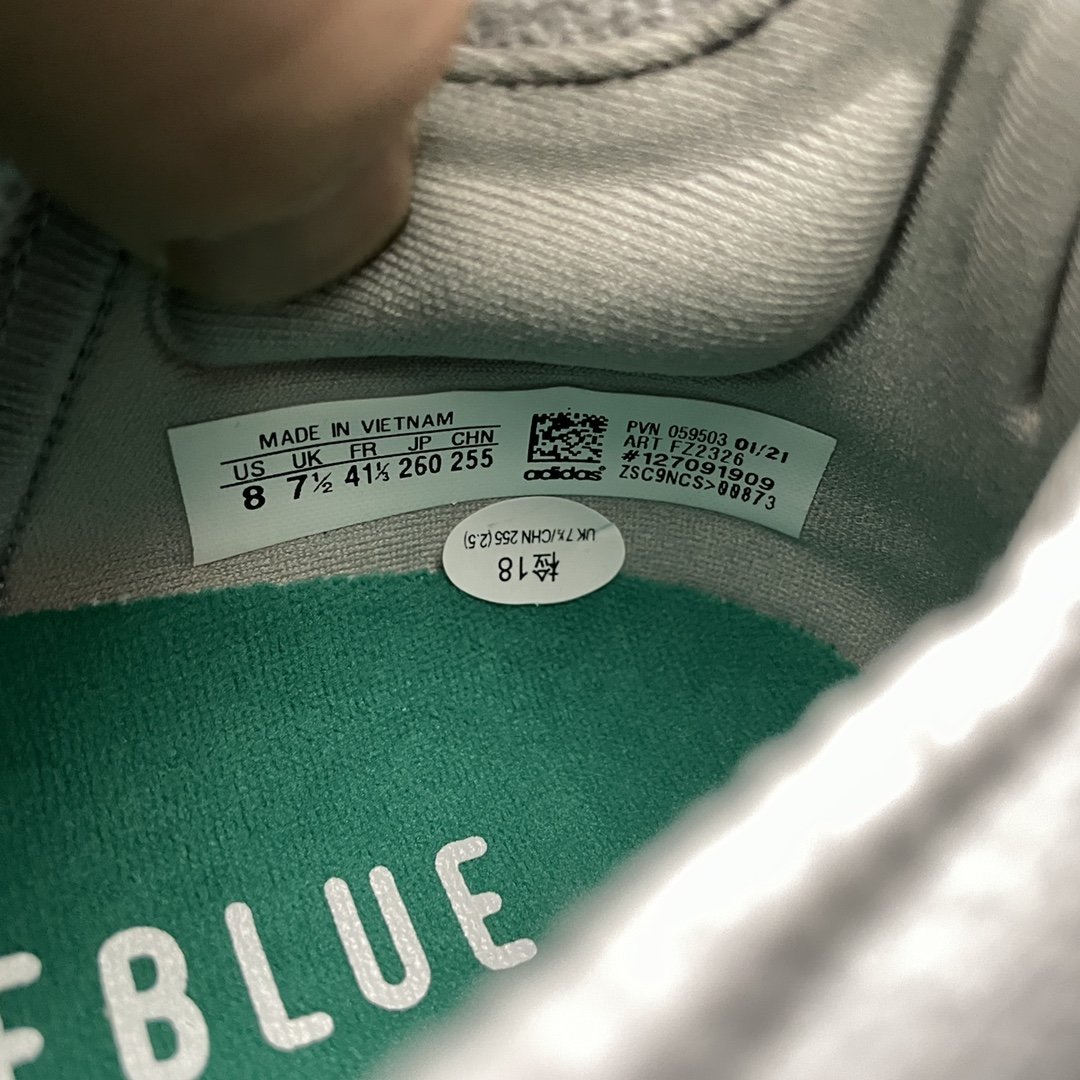 MADE IN VIETNAM
US UK FR JP CHN
8 7½ 41⅓ 260 255
adidas
PVN 059503 01/21
ART FZ2326
#127091909
ZSC9NCS>00873
检18
UK 7½/CHN 255 (2.5)
BLUE